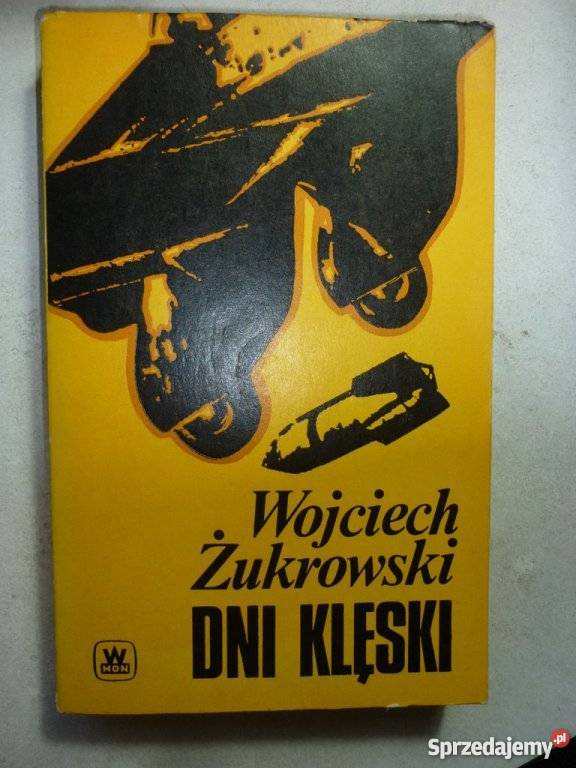 Wojciech
Żukrowski
DNI KLĘSKI
W
MON
Sprzedajemy.pl